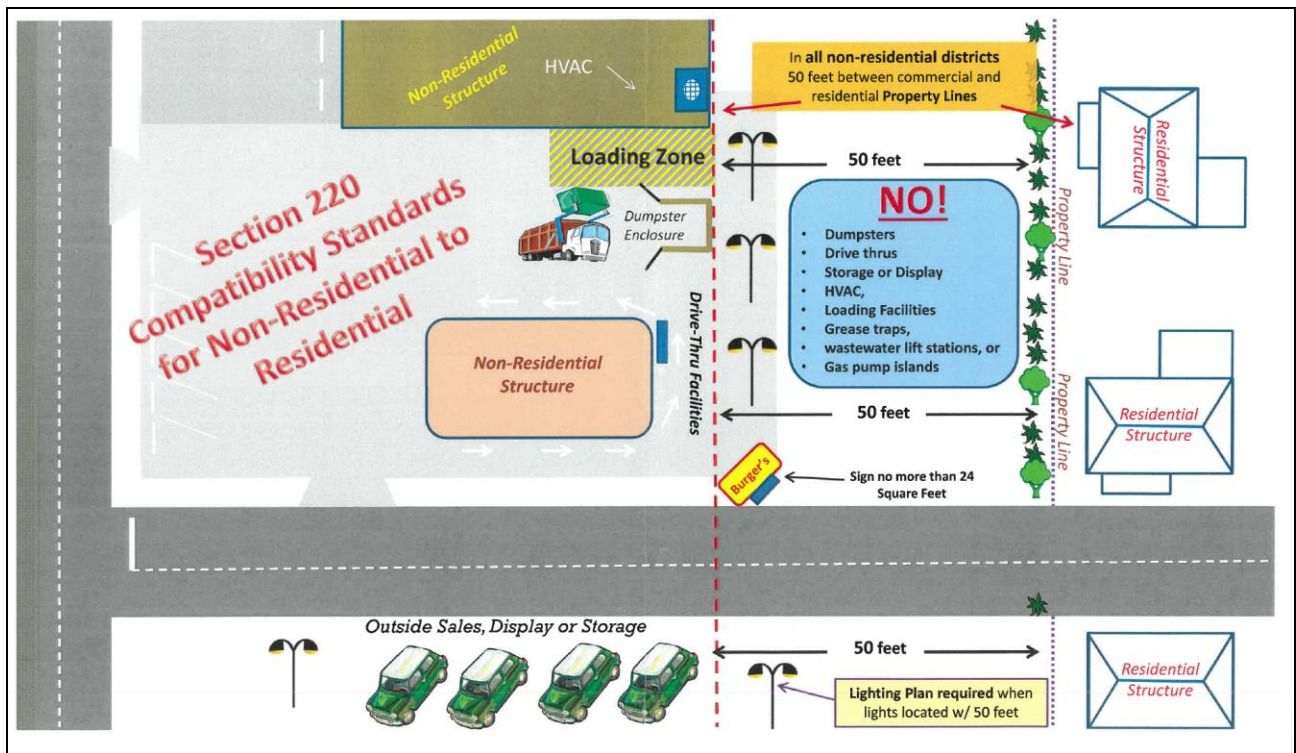 Non-Residential
Structure
HVAC
In all non-residential districts
50 feet between commercial and
residential Property Lines
Residential
Structure
Loading Zone
50 feet
Section 220
Compatibility Standards
for Non-Residential to
Residential
Dumpster
Enclosure
NO!
• Dumpsters
• Drive thrus
• Storage or Display
• HVAC,
• Loading Facilities
• Grease traps,
• wastewater lift stations, or
• Gas pump islands
Property Line
Drive-Thru Facilities
Non-Residential
Structure
50 feet
Property Line
Residential
Structure
Burger's
Sign no more than 24
Square Feet
Outside Sales, Display or Storage
50 feet
Residential
Structure
Lighting Plan required when
lights located w/ 50 feet